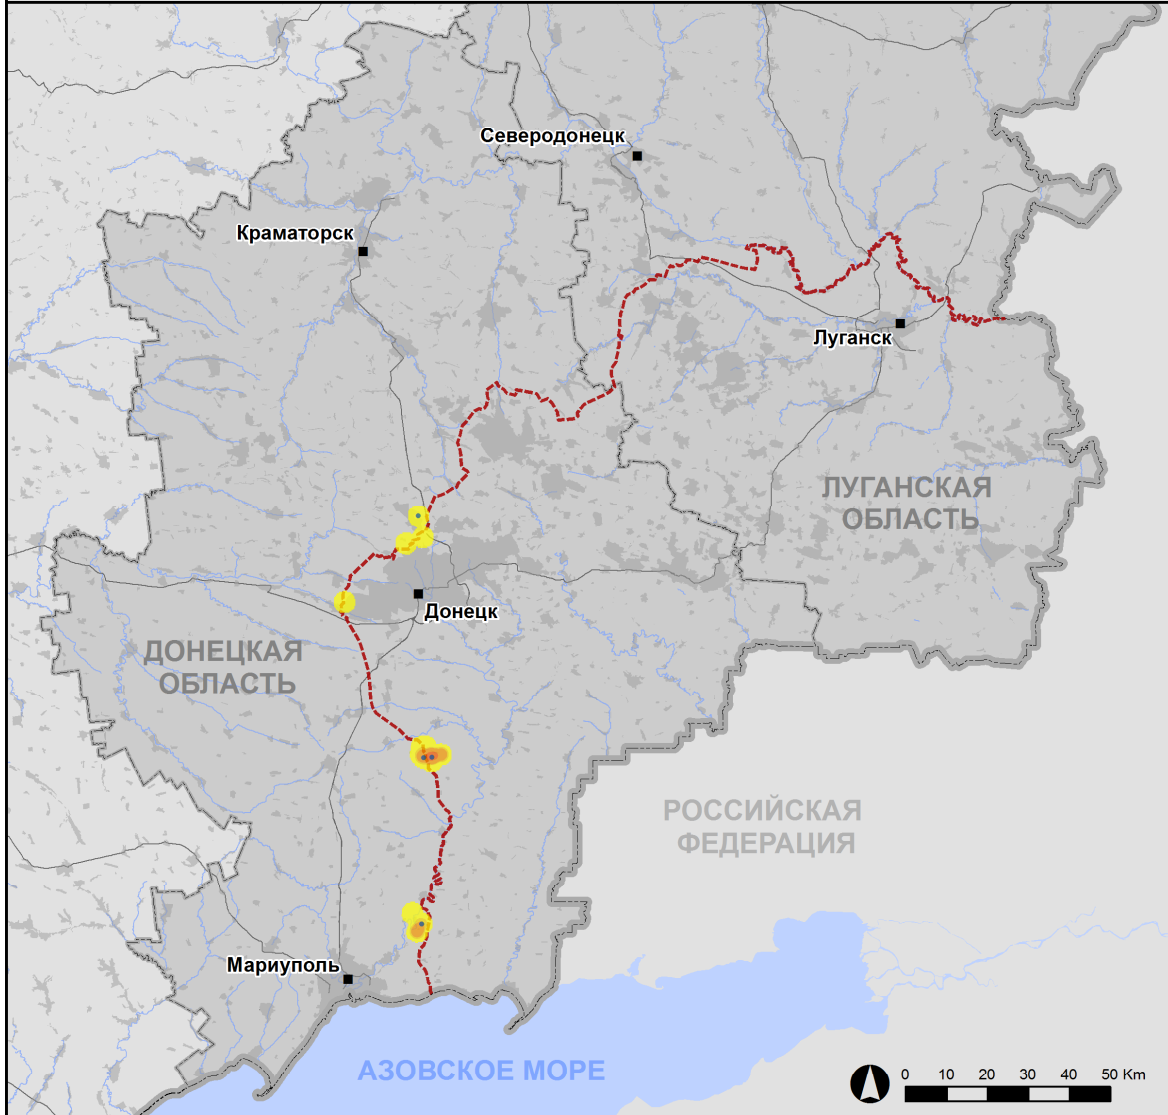 Северодонецк
Краматорск
Луганск
ЛУГАНСКАЯ
ОБЛАСТЬ
Донецк
ДОНЕЦКАЯ
ОБЛАСТЬ
РОССИЙСКАЯ
ФЕДЕРАЦИЯ
Мариуполь
АЗОВСКОЕ МОРЕ
0 10 20 30 40 50 Km